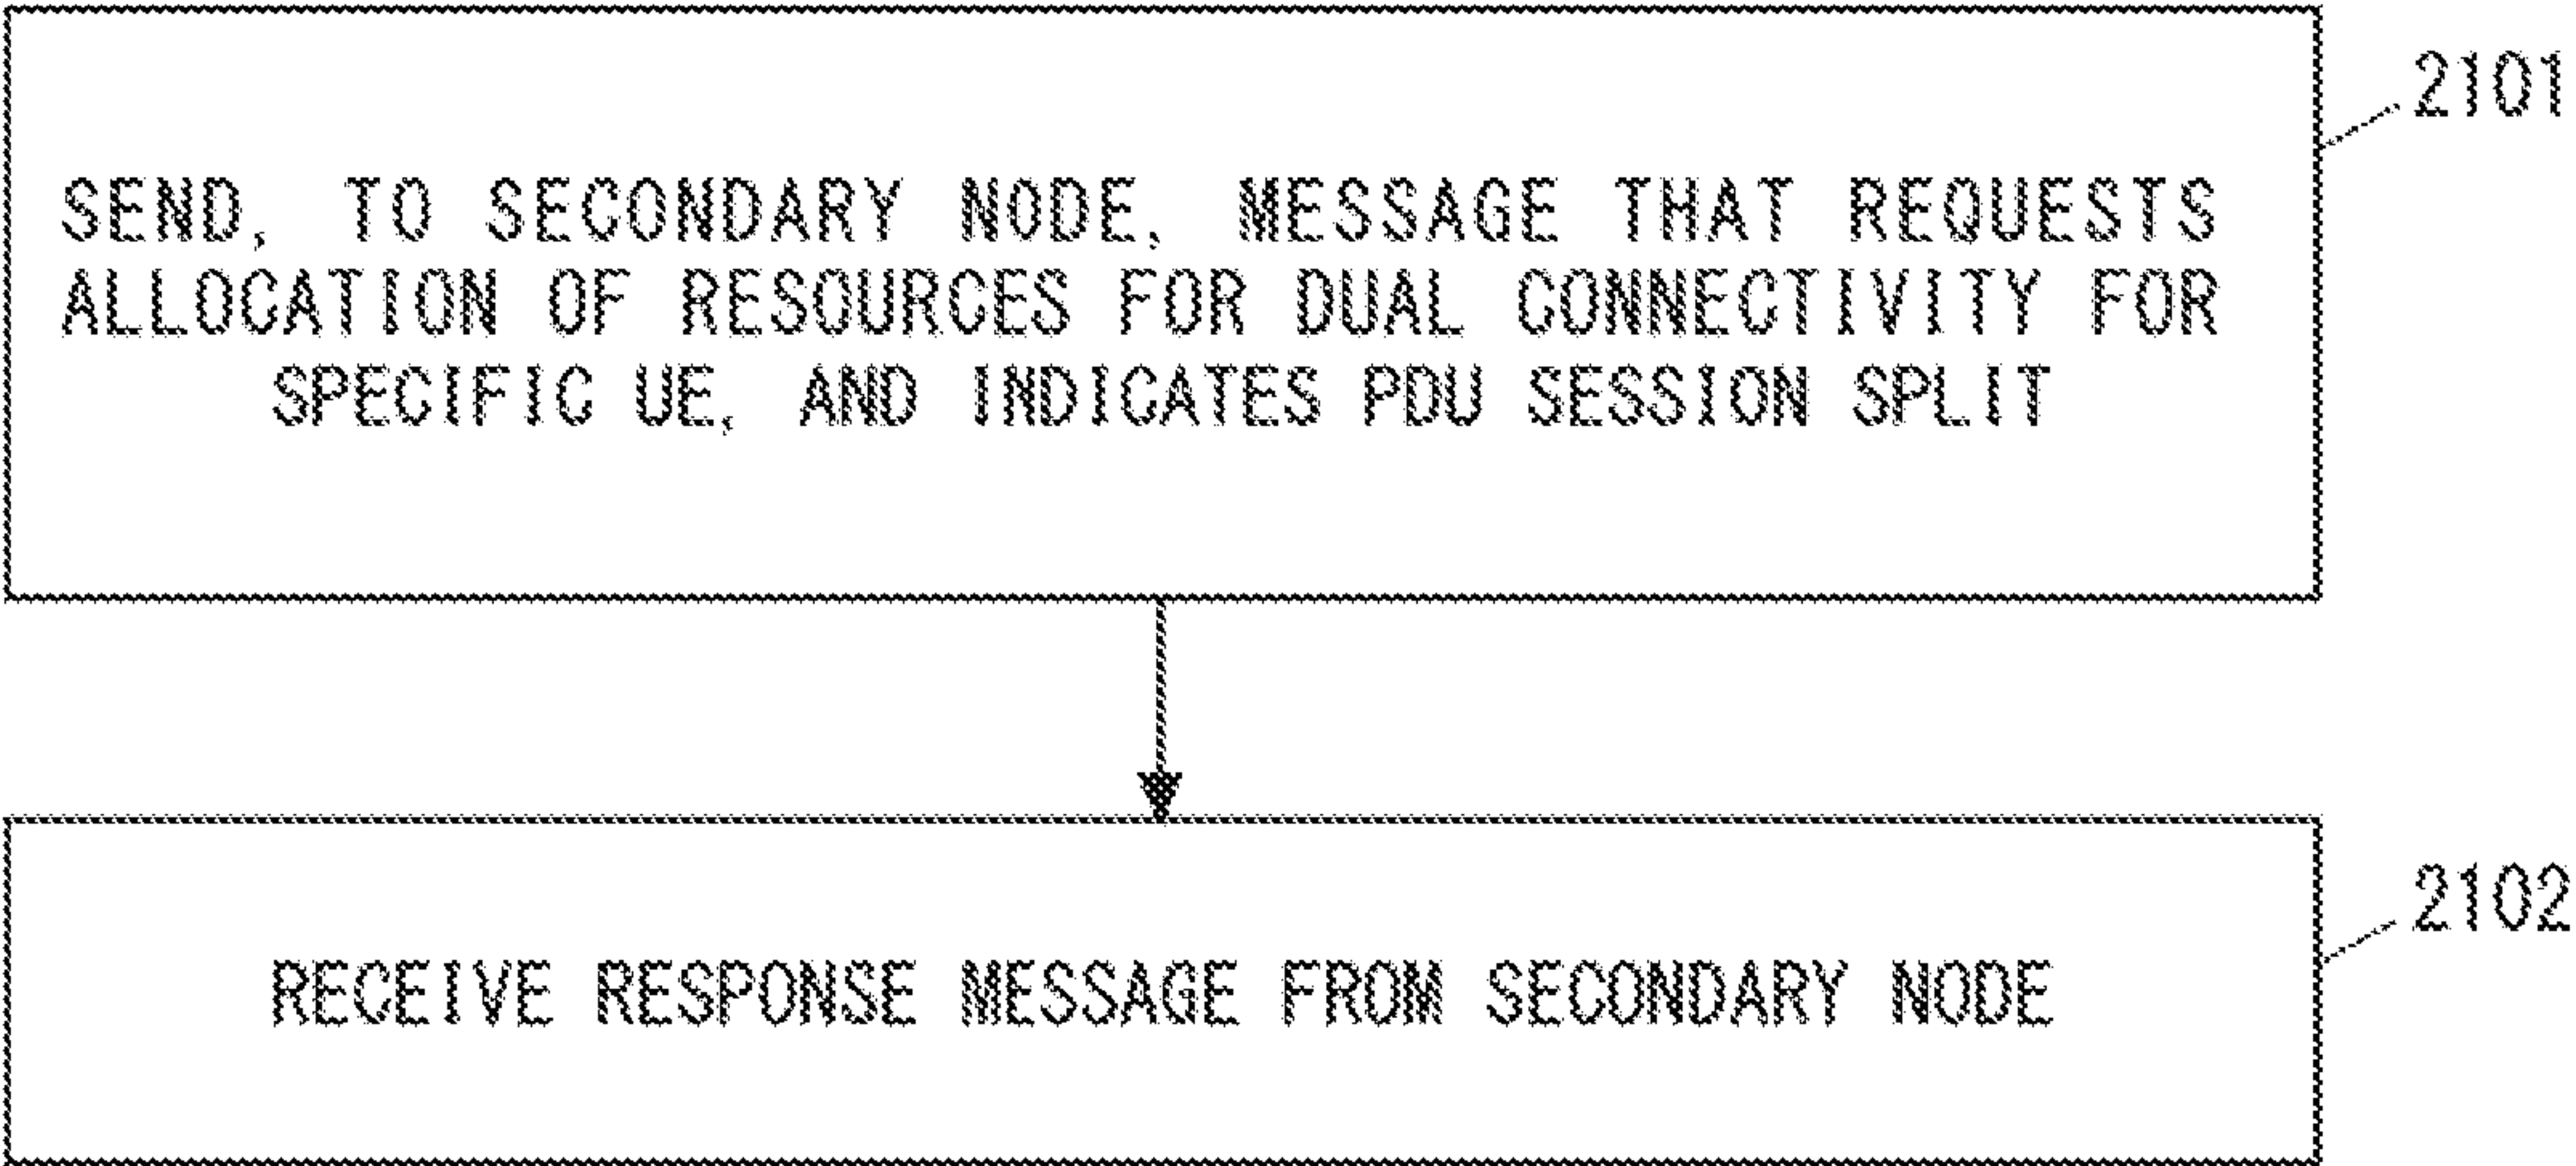 2101
SEND, TO SECONDARY NODE, MESSAGE THAT REQUESTS
ALLOCATION OF RESOURCES FOR DUAL CONNECTIVITY FOR
SPECIFIC UE, AND INDICATES PDU SESSION SPLIT
2102
RECEIVE RESPONSE MESSAGE FROM SECONDARY NODE